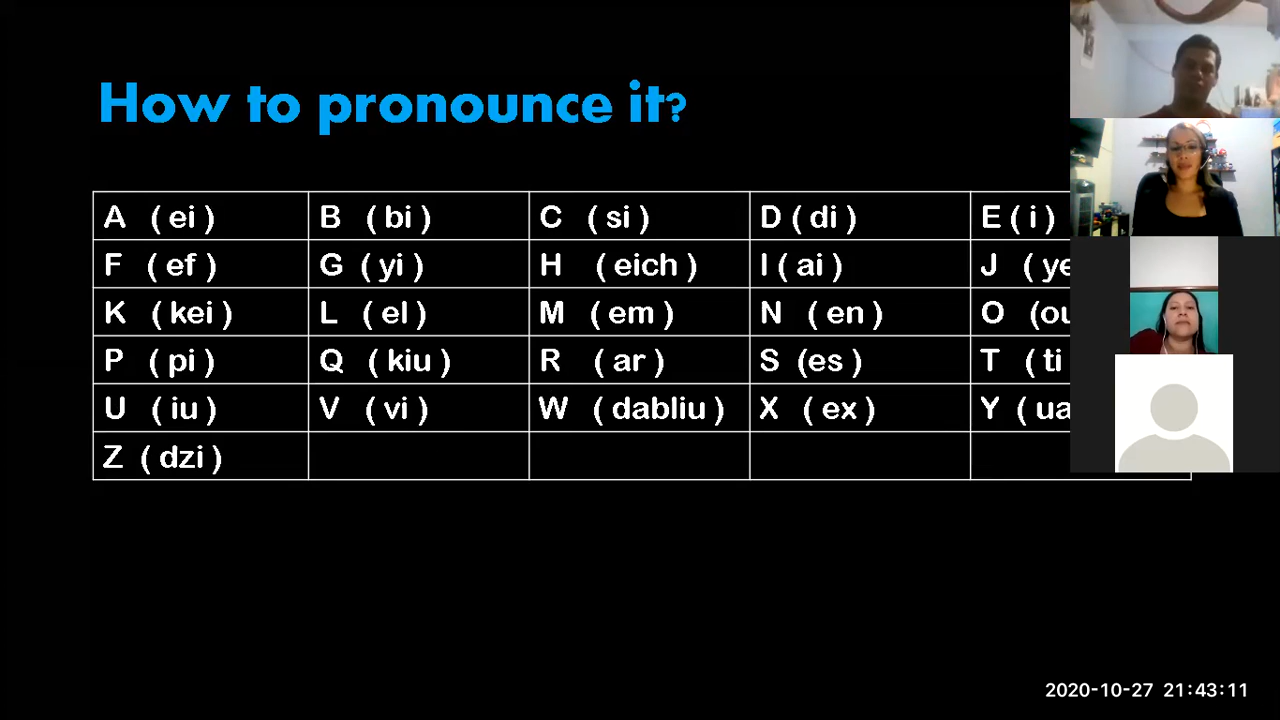 How to pronounce it?
A ( ei ) B ( bi ) C ( si ) D ( di ) E ( i )
F ( ef ) G ( yi ) H ( eich ) I ( ai ) J
K ( kei ) L ( el ) M ( em ) N ( en ) O
P ( pi ) Q ( kiu ) R ( ar ) S (es ) T ( ti
U ( iu ) V ( vi ) W ( dabliu ) X ( ex ) Y
Z ( dzi )
2020-10-27 21:43:11